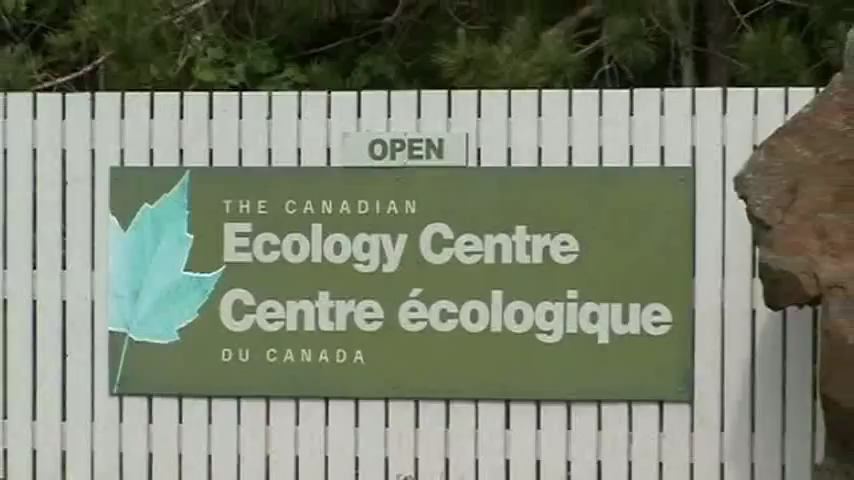 OPEN
THE CANADIAN
Ecology Centre
Centre écologique
DU CANADA